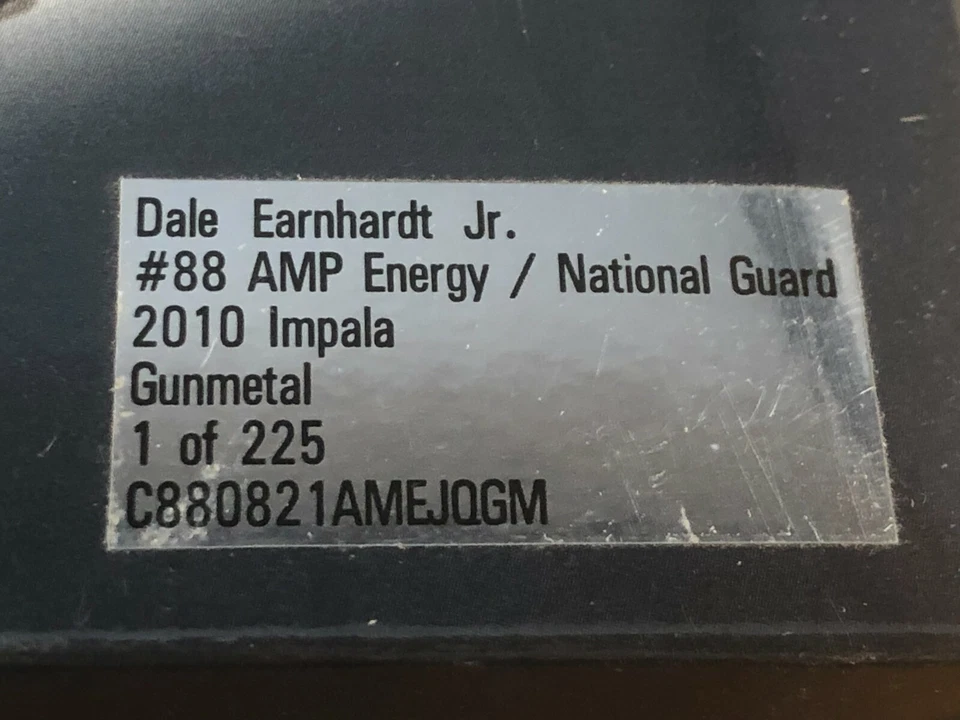 Dale Earnhardt Jr.
#88 AMP Energy / National Guard
2010 Impala
Gunmetal
1 of 225
C880821AMEJQGM